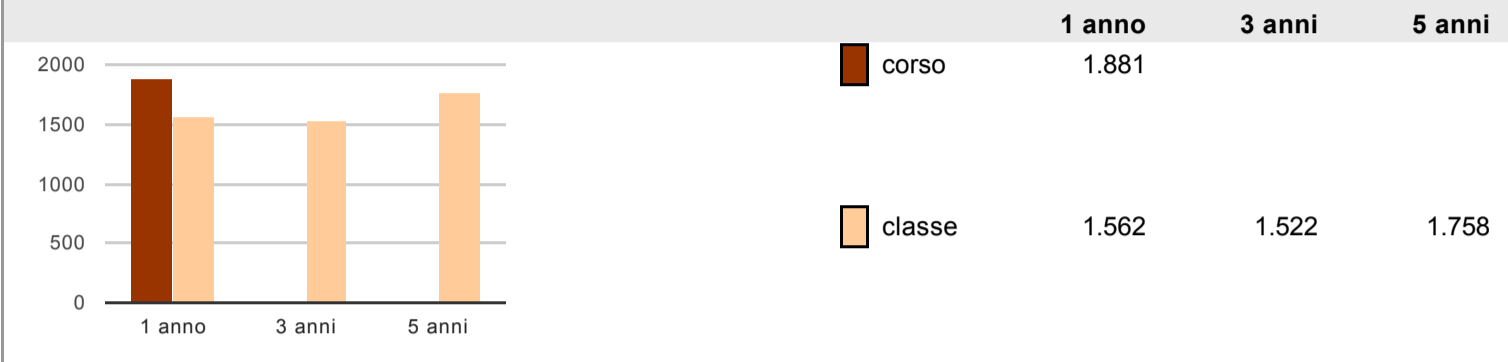 1 anno 3 anni 5 anni
2000
1500
1000
500
0
1 anno 3 anni 5 anni
corso 1.881
classe 1.562 1.522 1.758